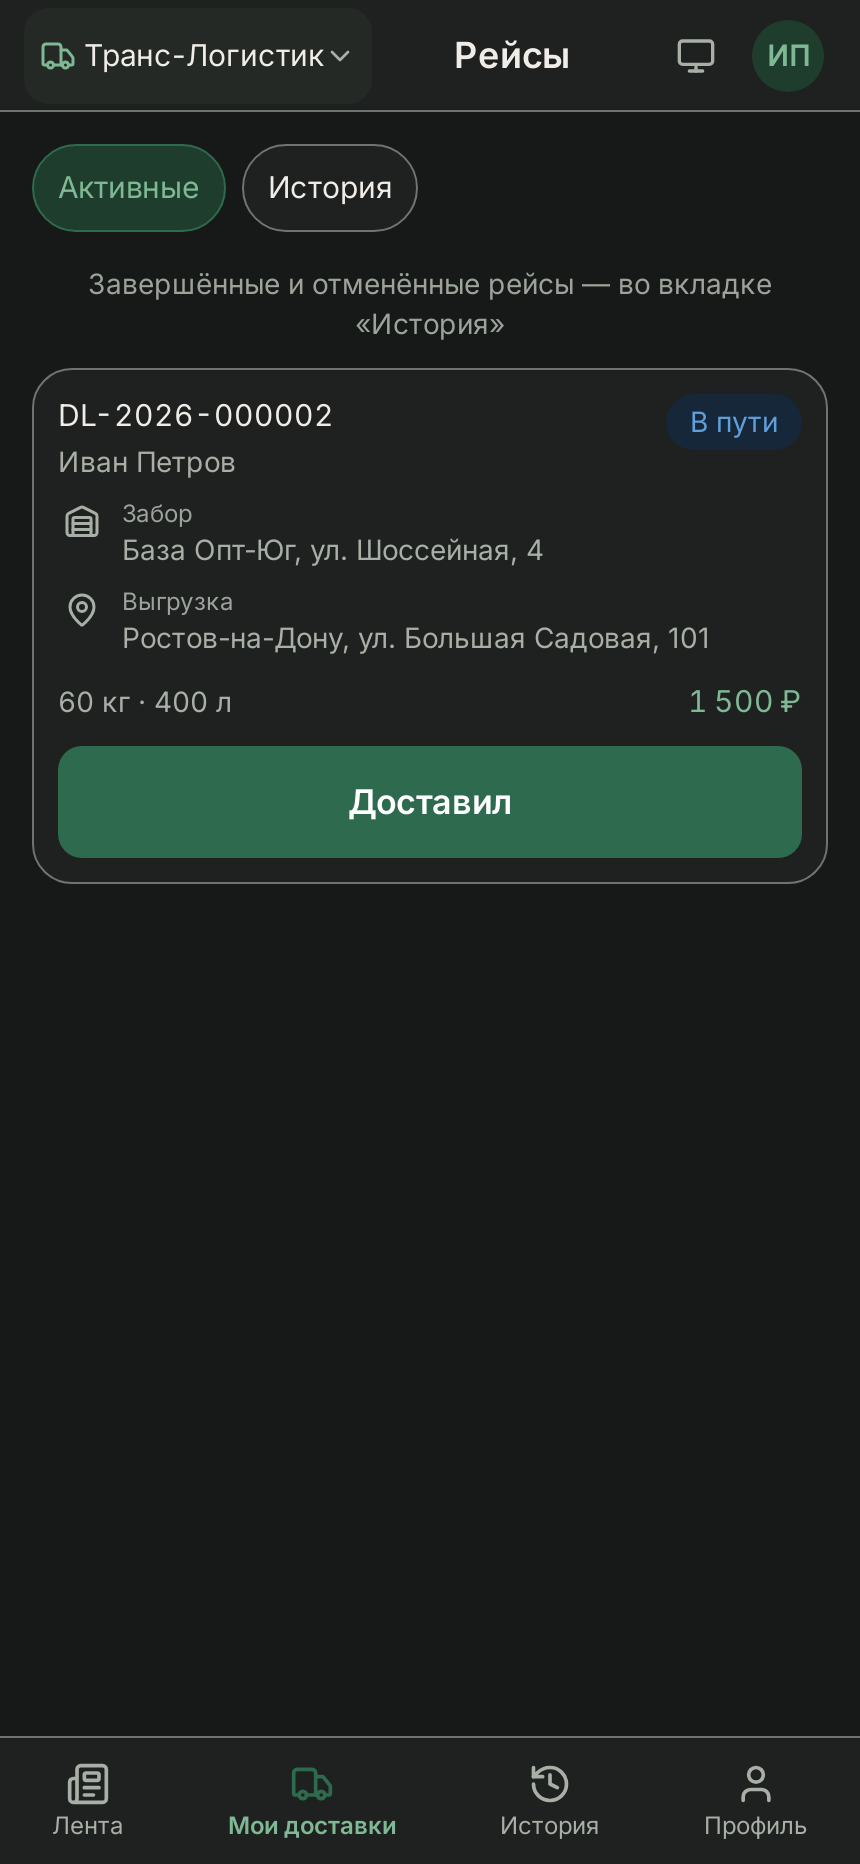 Транс-Логистик
Рейсы
ИП
Активные
История
Завершённые и отменённые рейсы — во вкладке
«История»
DL-2026-000002
В пути
Иван Петров
Забор
База Опт-Юг, ул. Шоссейная, 4
Выгрузка
Ростов-на-Дону, ул. Большая Садовая, 101
60 кг · 400 л
1 500 ₽
Доставил
Лента
Мои доставки
История
Профиль